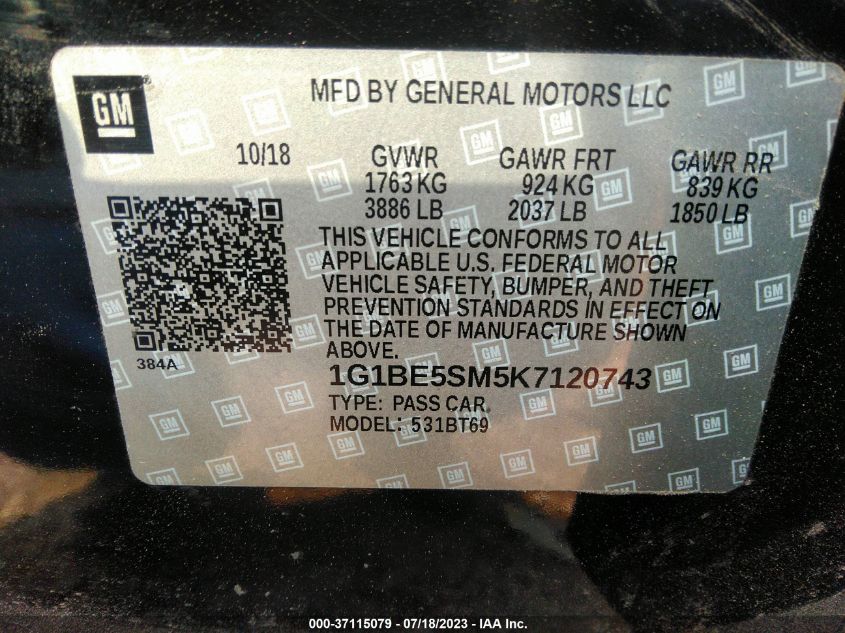 GM
MFD BY GENERAL MOTORS LLC
10/18 GVWR GAWR FRT GAWR RR
1763 KG 924 KG 839 KG
3886 LB 2037 LB 1850 LB
THIS VEHICLE CONFORMS TO ALL
APPLICABLE U.S. FEDERAL MOTOR
VEHICLE SAFETY, BUMPER, AND THEFT
PREVENTION STANDARDS IN EFFECT ON
THE DATE OF MANUFACTURE SHOWN
ABOVE.
384A
1G1BE5SM5K7120743
TYPE: PASS CAR
MODEL: 531BT69
000-37115079 - 07/18/2023 - IAA Inc.